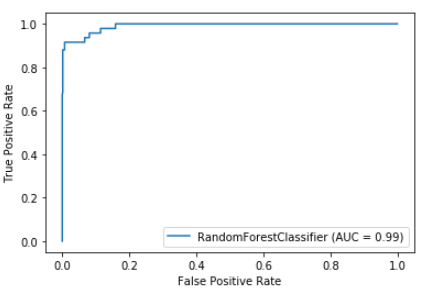 1.0
0.8
0.6
0.4
0.2
0.0
True Positive Rate
RandomForestClassifier (AUC = 0.99)
0.0 0.2 0.4 0.6 0.8 1.0
False Positive Rate